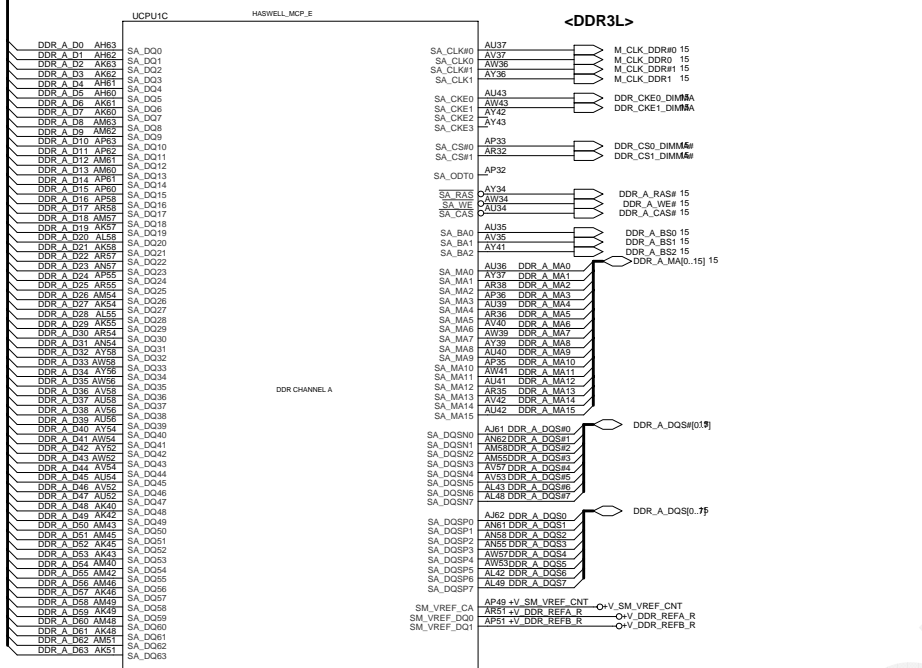 UCPU1C
HASWELL_MCP_E
<DDR3L>
DDR_A_D0 AH63 SA_DQ0
DDR_A_D1 AH62 SA_DQ1
DDR_A_D2 AK63 SA_DQ2
DDR_A_D3 AK62 SA_DQ3
DDR_A_D4 AH61 SA_DQ4
DDR_A_D5 AH60 SA_DQ5
DDR_A_D6 AK61 SA_DQ6
DDR_A_D7 AK60 SA_DQ7
DDR_A_D8 AM63 SA_DQ8
DDR_A_D9 AM62 SA_DQ9
DDR_A_D10 AP63 SA_DQ10
DDR_A_D11 AP62 SA_DQ11
DDR_A_D12 AM61 SA_DQ12
DDR_A_D13 AM60 SA_DQ13
DDR_A_D14 AP61 SA_DQ14
DDR_A_D15 AP60 SA_DQ15
DDR_A_D16 AP58 SA_DQ16
DDR_A_D17 AR58 SA_DQ17
DDR_A_D18 AM57 SA_DQ18
DDR_A_D19 AK57 SA_DQ19
DDR_A_D20 AL58 SA_DQ20
DDR_A_D21 AK58 SA_DQ21
DDR_A_D22 AR57 SA_DQ22
DDR_A_D23 AN57 SA_DQ23
DDR_A_D24 AP55 SA_DQ24
DDR_A_D25 AR55 SA_DQ25
DDR_A_D26 AM54 SA_DQ26
DDR_A_D27 AK54 SA_DQ27
DDR_A_D28 AL55 SA_DQ28
DDR_A_D29 AK55 SA_DQ29
DDR_A_D30 AR54 SA_DQ30
DDR_A_D31 AN54 SA_DQ31
DDR_A_D32 AY58 SA_DQ32
DDR_A_D33 AW58 SA_DQ33
DDR_A_D34 AY56 SA_DQ34
DDR_A_D35 AW56 SA_DQ35
DDR_A_D36 AV58 SA_DQ36
DDR_A_D37 AU58 SA_DQ37
DDR_A_D38 AV56 SA_DQ38
DDR_A_D39 AU56 SA_DQ39
DDR_A_D40 AY54 SA_DQ40
DDR_A_D41 AW54 SA_DQ41
DDR_A_D42 AY52 SA_DQ42
DDR_A_D43 AW52 SA_DQ43
DDR_A_D44 AV54 SA_DQ44
DDR_A_D45 AU54 SA_DQ45
DDR_A_D46 AV52 SA_DQ46
DDR_A_D47 AU52 SA_DQ47
DDR_A_D48 AK40 SA_DQ48
DDR_A_D49 AK42 SA_DQ49
DDR_A_D50 AM43 SA_DQ50
DDR_A_D51 AM45 SA_DQ51
DDR_A_D52 AK45 SA_DQ52
DDR_A_D53 AK43 SA_DQ53
DDR_A_D54 AM40 SA_DQ54
DDR_A_D55 AM42 SA_DQ55
DDR_A_D56 AM46 SA_DQ56
DDR_A_D57 AK46 SA_DQ57
DDR_A_D58 AM49 SA_DQ58
DDR_A_D59 AK49 SA_DQ59
DDR_A_D60 AM48 SA_DQ60
DDR_A_D61 AK48 SA_DQ61
DDR_A_D62 AM51 SA_DQ62
DDR_A_D63 AK51 SA_DQ63
DDR CHANNEL A
SA_CLK#0 AU37 M_CLK_DDR#0 15
SA_CLK0 AV37 M_CLK_DDR0 15
SA_CLK#1 AW36 M_CLK_DDR#1 15
SA_CLK1 AY36 M_CLK_DDR1 15
SA_CKE0 AU43 DDR_CKE0_DIMMA 15
SA_CKE1 AW43 DDR_CKE1_DIMMA 15
SA_CKE2 AY42
SA_CKE3 AY43
SA_CS#0 AP33 DDR_CS0_DIMMA# 15
SA_CS#1 AR32 DDR_CS1_DIMMA# 15
SA_ODT0 AP32
SA_RAS AY34 DDR_A_RAS# 15
SA_WE AW34 DDR_A_WE# 15
SA_CAS AU34 DDR_A_CAS# 15
SA_BA0 AU35 DDR_A_BS0 15
SA_BA1 AV35 DDR_A_BS1 15
SA_BA2 AY41 DDR_A_BS2 15
DDR_A_MA[0..15] 15
SA_MA0 AU36 DDR_A_MA0
SA_MA1 AY37 DDR_A_MA1
SA_MA2 AR38 DDR_A_MA2
SA_MA3 AP36 DDR_A_MA3
SA_MA4 AU39 DDR_A_MA4
SA_MA5 AR36 DDR_A_MA5
SA_MA6 AV40 DDR_A_MA6
SA_MA7 AW39 DDR_A_MA7
SA_MA8 AY39 DDR_A_MA8
SA_MA9 AU40 DDR_A_MA9
SA_MA10 AP35 DDR_A_MA10
SA_MA11 AW41 DDR_A_MA11
SA_MA12 AU41 DDR_A_MA12
SA_MA13 AR35 DDR_A_MA13
SA_MA14 AV42 DDR_A_MA14
SA_MA15 AU42 DDR_A_MA15
DDR_A_DQS#[0..7] 15
SA_DQSN0 AJ61 DDR_A_DQS#0
SA_DQSN1 AN62 DDR_A_DQS#1
SA_DQSN2 AM58 DDR_A_DQS#2
SA_DQSN3 AM55 DDR_A_DQS#3
SA_DQSN4 AV57 DDR_A_DQS#4
SA_DQSN5 AV53 DDR_A_DQS#5
SA_DQSN6 AL43 DDR_A_DQS#6
SA_DQSN7 AL48 DDR_A_DQS#7
DDR_A_DQS[0..7] 15
SA_DQSP0 AJ62 DDR_A_DQS0
SA_DQSP1 AN61 DDR_A_DQS1
SA_DQSP2 AN58 DDR_A_DQS2
SA_DQSP3 AN55 DDR_A_DQS3
SA_DQSP4 AW57 DDR_A_DQS4
SA_DQSP5 AW53 DDR_A_DQS5
SA_DQSP6 AL42 DDR_A_DQS6
SA_DQSP7 AL49 DDR_A_DQS7
SM_VREF_CA AP49 +V_SM_VREF_CNT +V_SM_VREF_CNT
SM_VREF_DQ0 AR51 +V_DDR_REFA_R +V_DDR_REFA_R
SM_VREF_DQ1 AP51 +V_DDR_REFB_R +V_DDR_REFB_R